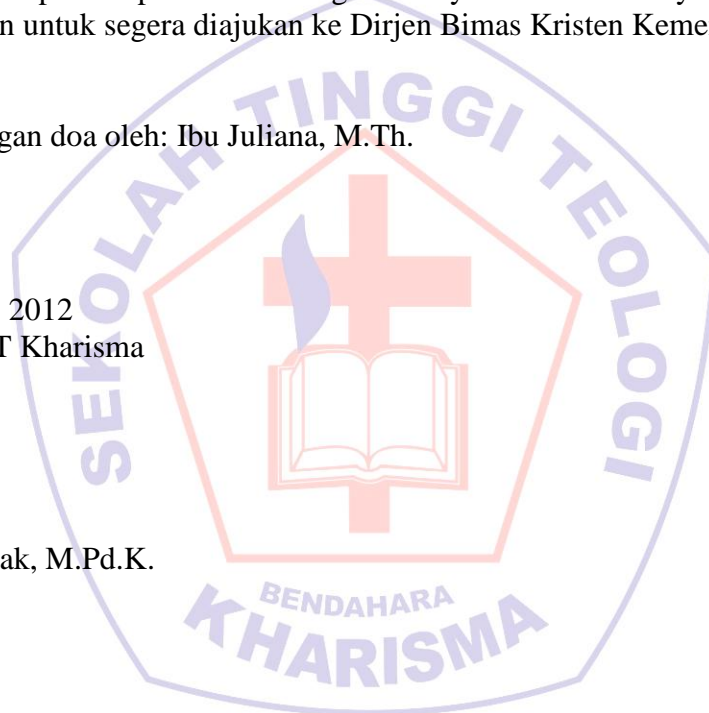 n untuk segera diajukan ke Dirjen Bimas Kristen Keme
gan doa oleh: Ibu Juliana, M.Th.
2012
T Kharisma
ak, M.Pd.K.
SEKOLAH TINGGI TEOLOGI
BENDAHARA
KHARISMA